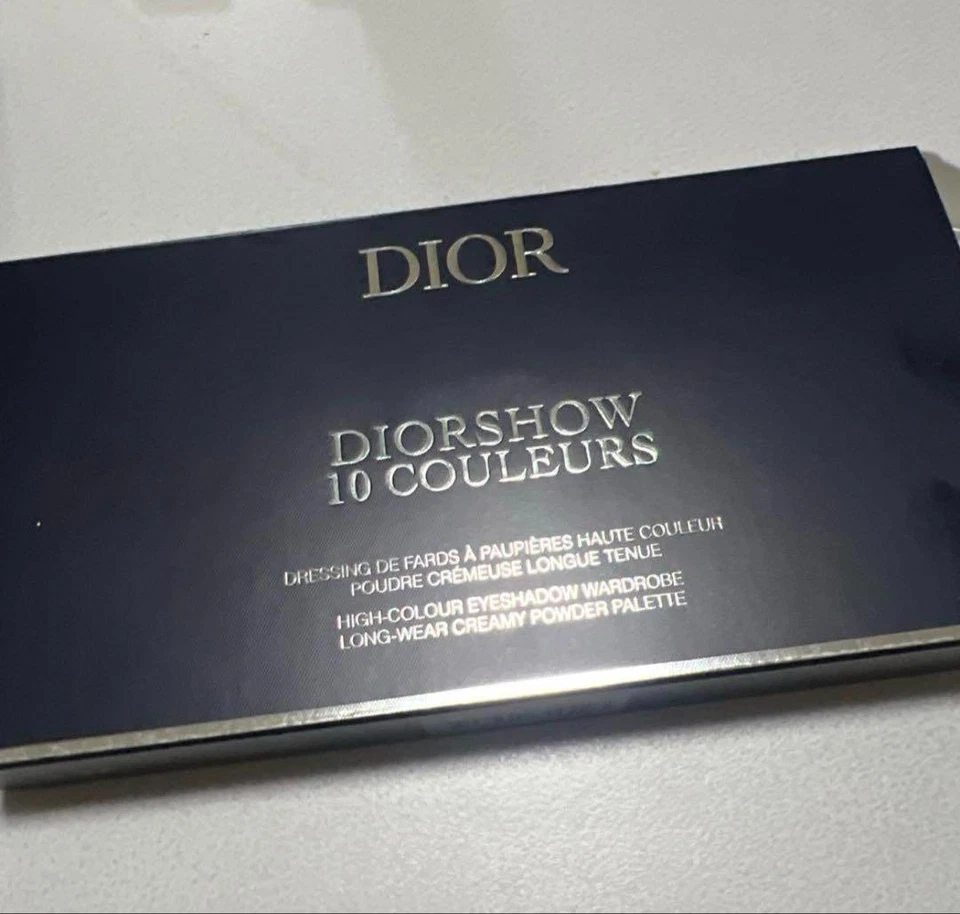 DIOR
DIORSHOW
10 COULEURS
DRESSING DE FARDS À PAUPIÈRES HAUTE COULEUR
POUDRE CRÉMEUSE LONGUE TENUE
HIGH-COLOUR EYESHADOW WARDROBE
LONG-WEAR CREAMY POWDER PALETTE